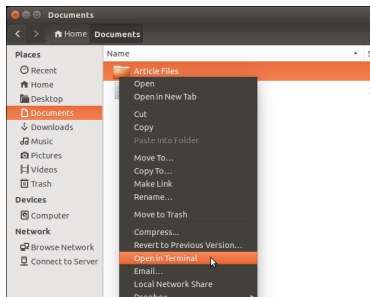 Documents
Home Documents
Places
Recent
Home
Desktop
Documents
Downloads
Music
Pictures
Videos
Trash
Devices
Computer
Network
Browse Network
Connect to Server
Name
Article Files
Open
Open in New Tab
Cut
Copy
Paste Into Folder
Move To...
Copy To...
Make Link
Rename...
Move to Trash
Compress...
Revert to Previous Version...
Open in Terminal
Email...
Local Network Share
Dropbox